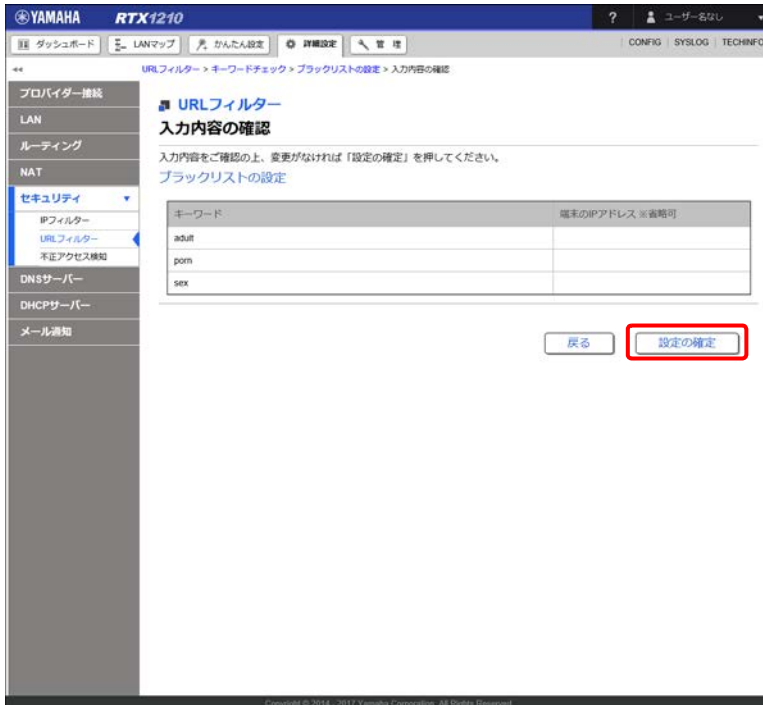 YAMAHA RTX1210 ? ユーザー名なし
ダッシュボード LANマップ かんたん設定 詳細設定 管理 CONFIG SYSLOG TECHINFO
URLフィルター > キーワードチェック > ブラックリストの設定 > 入力内容の確認
プロバイダー接続
LAN
ルーティング
NAT
セキュリティ
IPフィルター
URLフィルター
不正アクセス検知
DNSサーバー
DHCPサーバー
メール通知
URLフィルター
入力内容の確認
入力内容をご確認の上、変更がなければ「設定の確定」を押してください。
ブラックリストの設定
キーワード 端末のIPアドレス ※省略可
adult
porn
sex
戻る 設定の確定
Copyright © 2014 - 2017 Yamaha Corporation. All Rights Reserved.